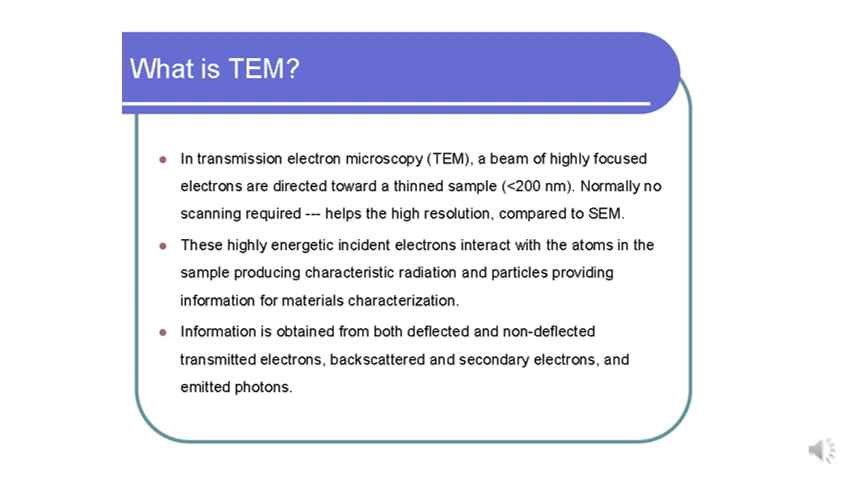 What is TEM?
In transmission electron microscopy (TEM), a beam of highly focused
electrons are directed toward a thinned sample (<200 nm). Normally no
scanning required --- helps the high resolution, compared to SEM.
These highly energetic incident electrons interact with the atoms in the
sample producing characteristic radiation and particles providing
information for materials characterization.
Information is obtained from both deflected and non-deflected
transmitted electrons, backscattered and secondary electrons, and
emitted photons.